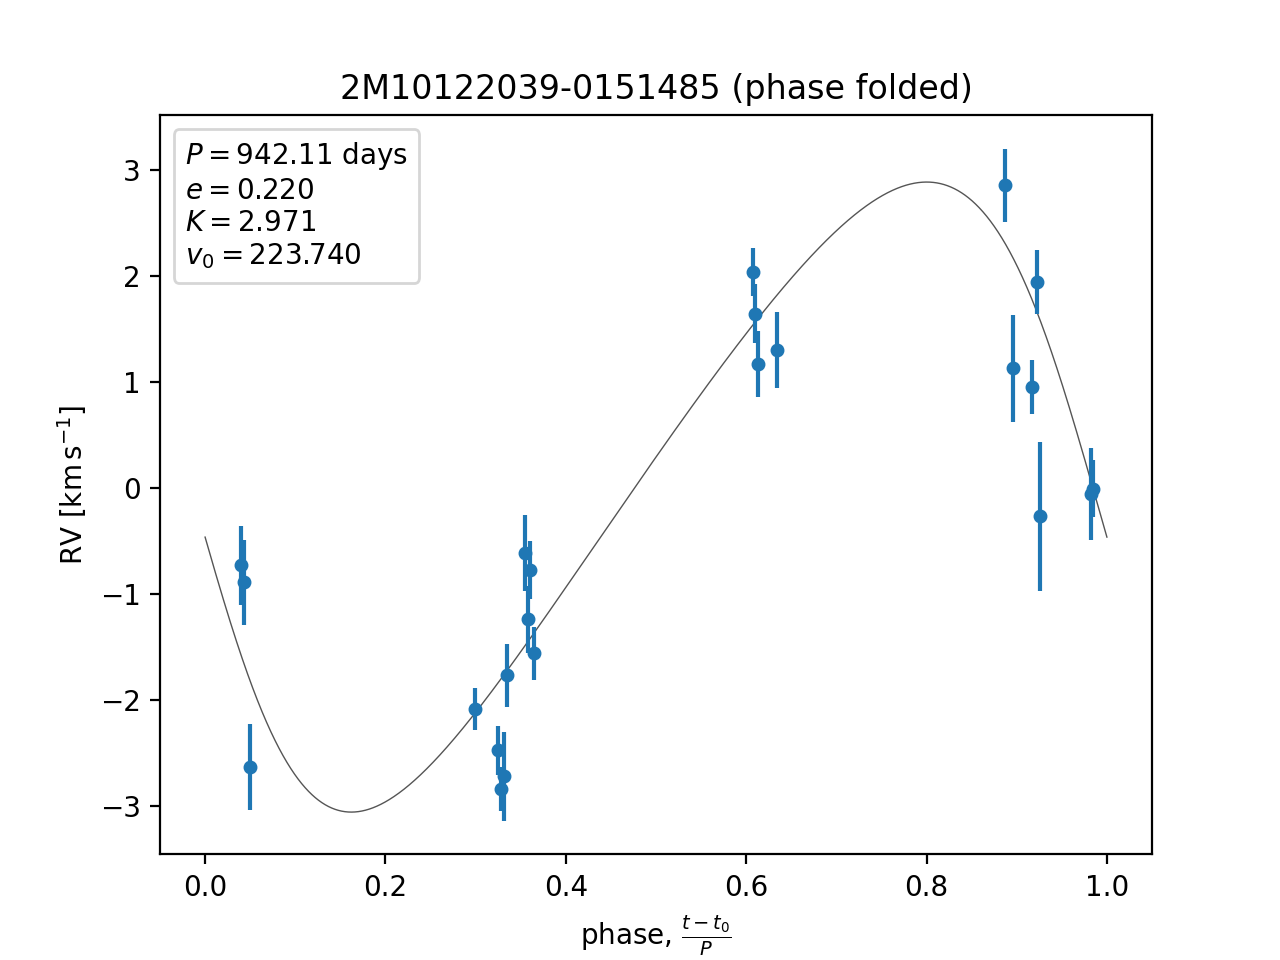 2M10122039-0151485 (phase folded)
P = 942.11 days
e = 0.220
K = 2.971
v₀ = 223.740
3
2
1
0
−1
−2
−3
RV [km s⁻¹]
0.0 0.2 0.4 0.6 0.8 1.0
phase, (t − t₀)/P